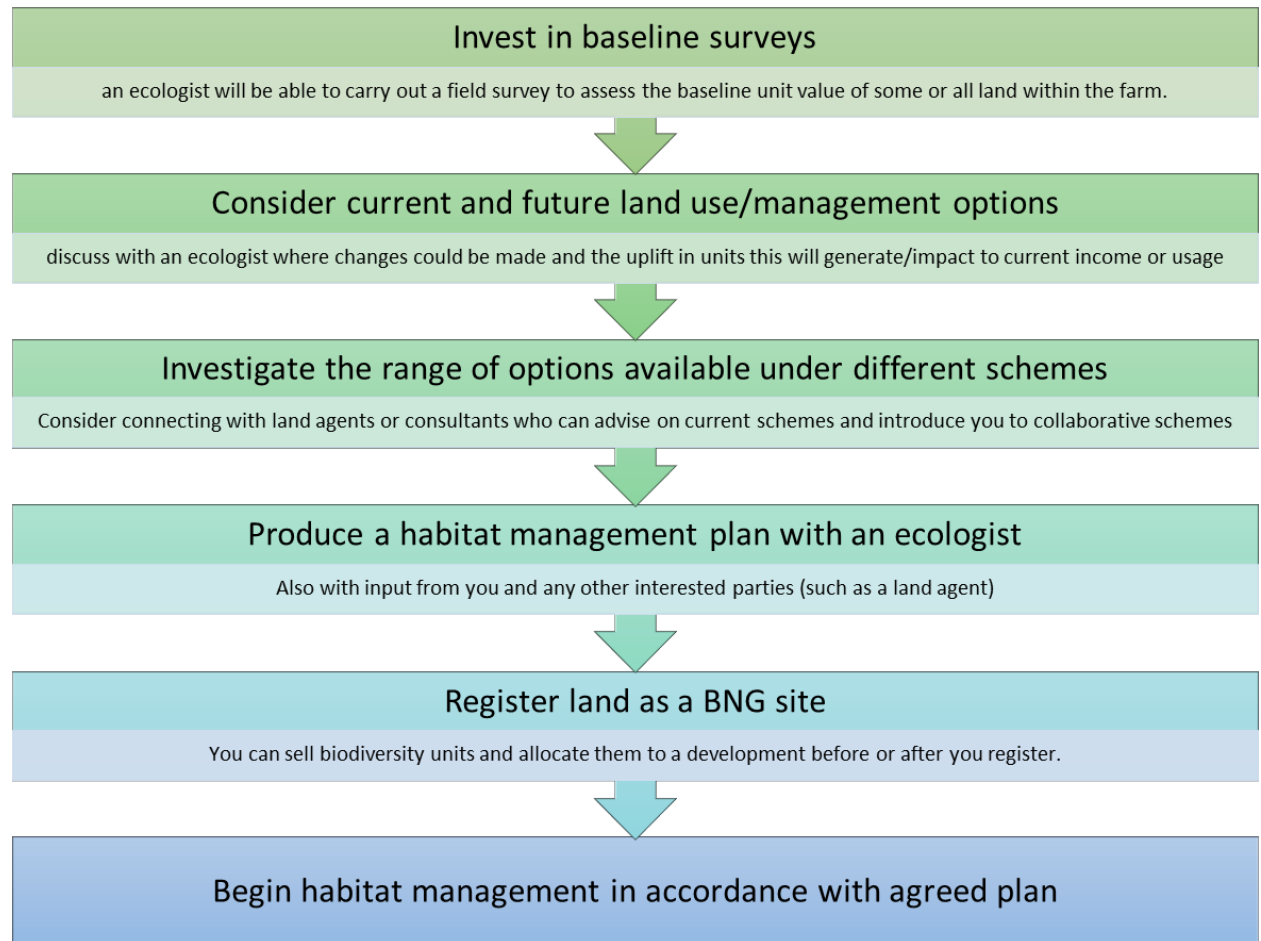 Invest in baseline surveys
an ecologist will be able to carry out a field survey to assess the baseline unit value of some or all land within the farm.
Consider current and future land use/management options
discuss with an ecologist where changes could be made and the uplift in units this will generate/impact to current income or usage
Investigate the range of options available under different schemes
Consider connecting with land agents or consultants who can advise on current schemes and introduce you to collaborative schemes
Produce a habitat management plan with an ecologist
Also with input from you and any other interested parties (such as a land agent)
Register land as a BNG site
You can sell biodiversity units and allocate them to a development before or after you register.
Begin habitat management in accordance with agreed plan